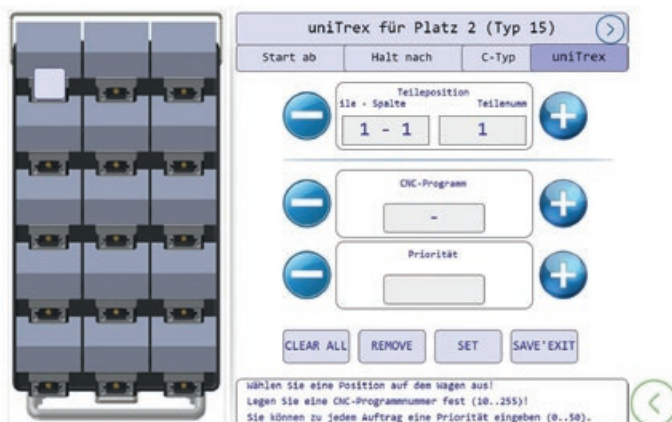 uniTrex für Platz 2 (Typ 15)
Start ab Halt nach C-Typ uniTrex
Teileposition
ile - Spalte Teilenumm
1 - 1 1
CNC-Programm
-
Priorität
CLEAR ALL REMOVE SET SAVE'EXIT
Wählen Sie eine Position auf dem Wagen aus!
Legen Sie eine CNC-Programmnummer fest (10..255)!
Sie können zu jedem Auftrag eine Priorität eingeben (0..50).